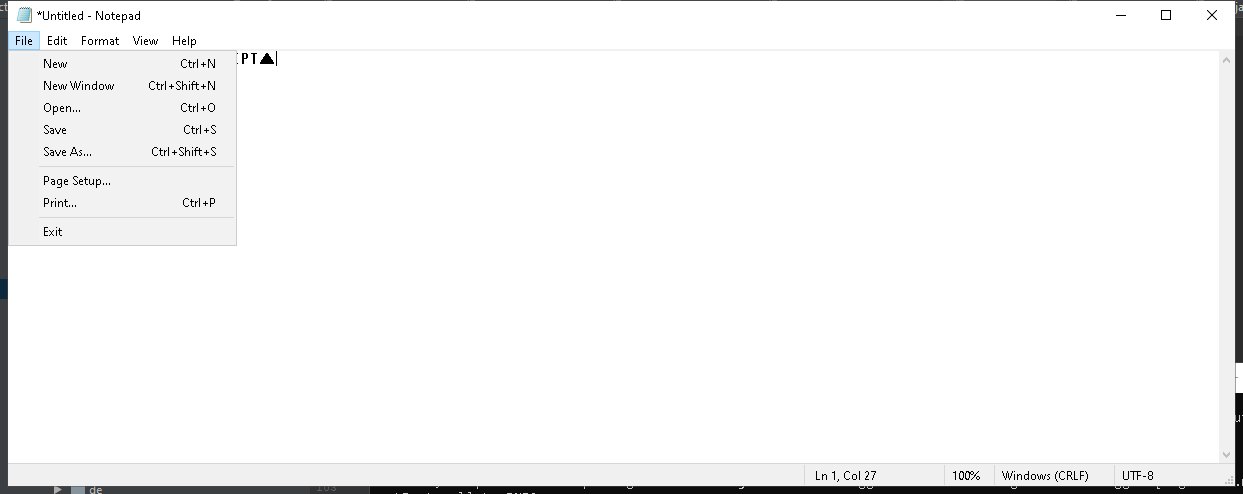 *Untitled - Notepad
File Edit Format View Help
PT▲
New Ctrl+N
New Window Ctrl+Shift+N
Open... Ctrl+O
Save Ctrl+S
Save As... Ctrl+Shift+S
Page Setup...
Print... Ctrl+P
Exit
Ln 1, Col 27 100% Windows (CRLF) UTF-8
de